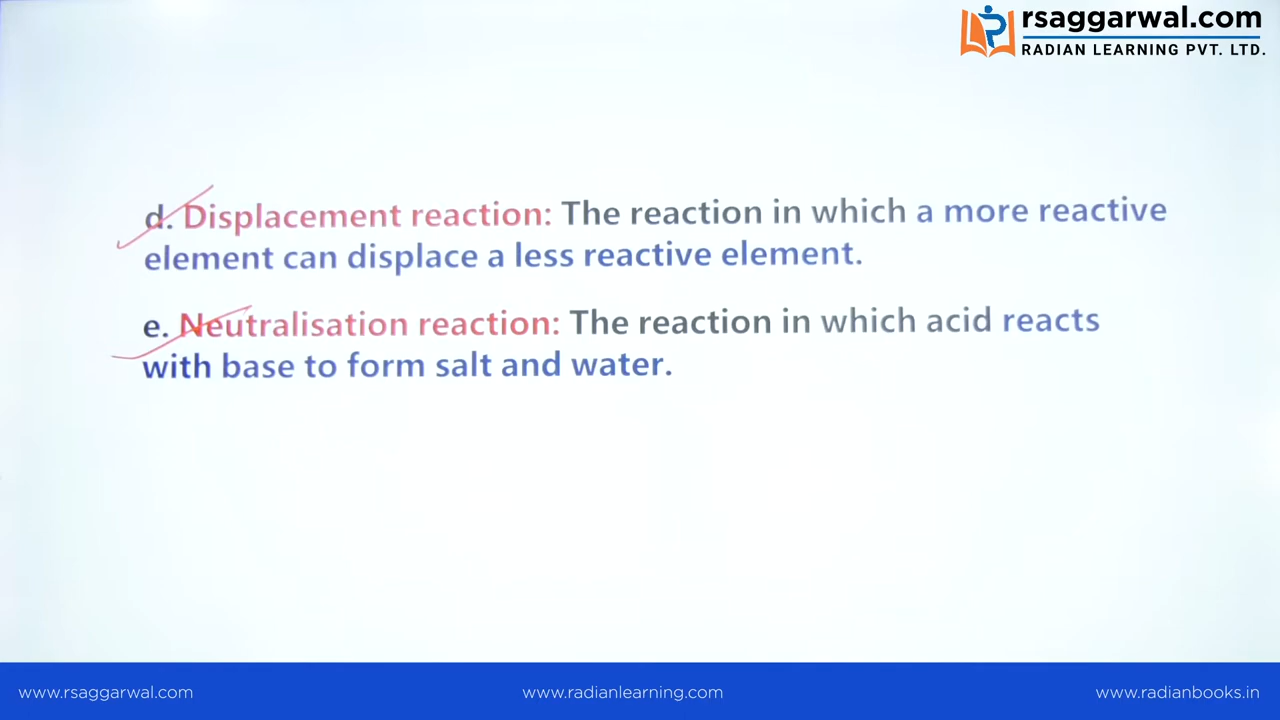 rsaggarwal.com
RADIAN LEARNING PVT. LTD.
d. Displacement reaction: The reaction in which a more reactive
element can displace a less reactive element.
e. Neutralisation reaction: The reaction in which acid reacts
with base to form salt and water.
www.rsaggarwal.com
www.radianlearning.com
www.radianbooks.in